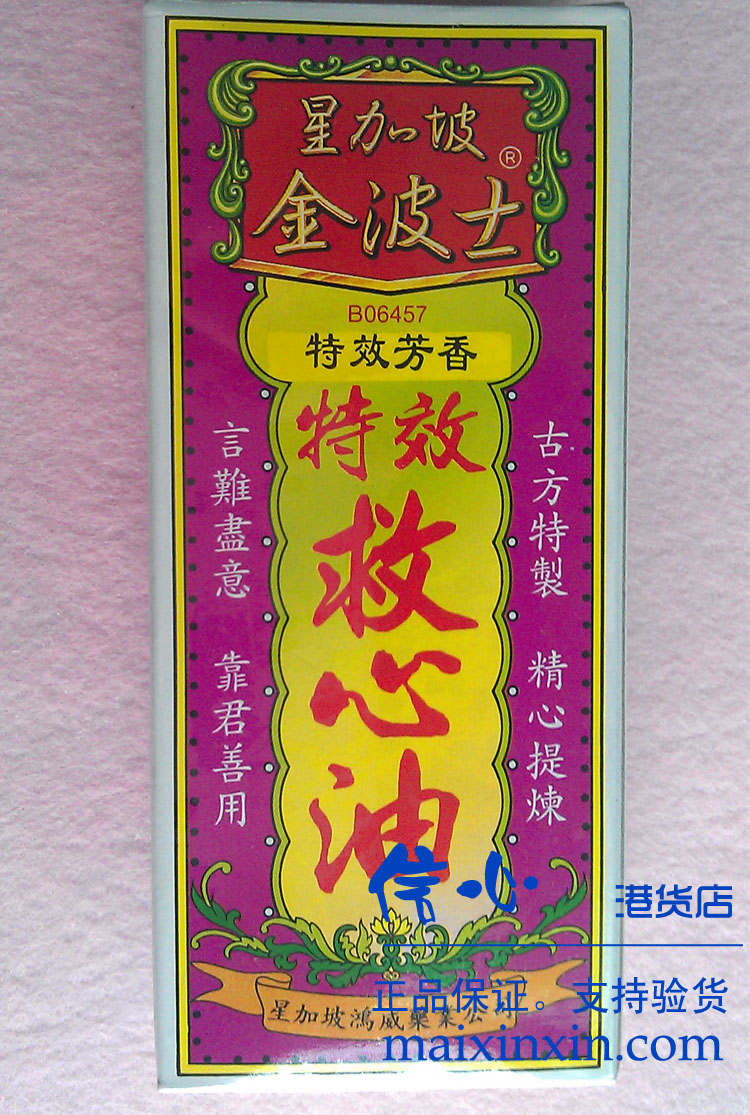 星加坡
®
金波士
B06457
特效芳香
特效
救心油
古方特製 精心提煉
言難盡意 靠君善用
星加坡鴻威藥業公司
信心
港货店
正品保证。支持验货
maixinxin.com